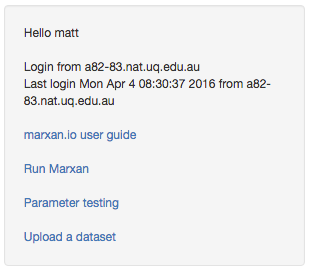 Hello matt
Login from a82-83.nat.uq.edu.au
Last login Mon Apr 4 08:30:37 2016 from a82-
83.nat.uq.edu.au
marxan.io user guide
Run Marxan
Parameter testing
Upload a dataset